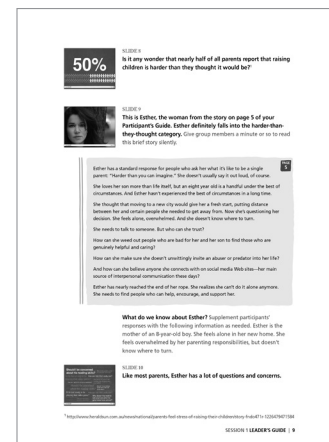 SLIDE 8
50%
Is it any wonder that nearly half of all parents report that raising
children is harder than they thought it would be?¹
SLIDE 9
This is Esther, the woman from the story on page 5 of your
Participant's Guide. Esther definitely falls into the harder-than-
they-thought category. Give group members a minute or so to read
this brief story silently.
PAGE
5
Esther has a standard response for people who ask her what it's like to be a single
parent: "Harder than you can imagine." She doesn't usually say it out loud, of course.
She loves her son more than life itself, but an eight year old is a handful under the best of
circumstances. And Esther hasn't experienced the best of circumstances in a long time.
She thought that moving to a new city would give her a fresh start, putting distance
between her and certain people she needed to get away from. Now she's questioning her
decision. She feels alone, overwhelmed. And she doesn't know where to turn.
She needs to talk to someone. But who can she trust?
How can she weed out people who are bad for her and her son to find those who are
genuinely helpful and caring?
How can she make sure she doesn't unwittingly invite an abuser or predator into her life?
And how can she believe anyone she connects with on social media Web sites—her main
source of interpersonal communication these days?
Esther has nearly reached the end of her rope. She realizes she can't do it alone anymore.
She needs to find people who can help, encourage, and support her.
What do we know about Esther? Supplement participants'
responses with the following information as needed. Esther is the
mother of an 8-year-old boy. She feels alone in her new home. She
feels overwhelmed by her parenting responsibilities, but doesn't
know where to turn.
SLIDE 10
Like most parents, Esther has a lot of questions and concerns.
SESSION 1 LEADER'S GUIDE | 9